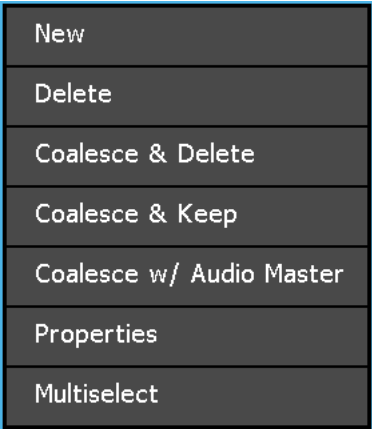 New
Delete
Coalesce & Delete
Coalesce & Keep
Coalesce w/ Audio Master
Properties
Multiselect